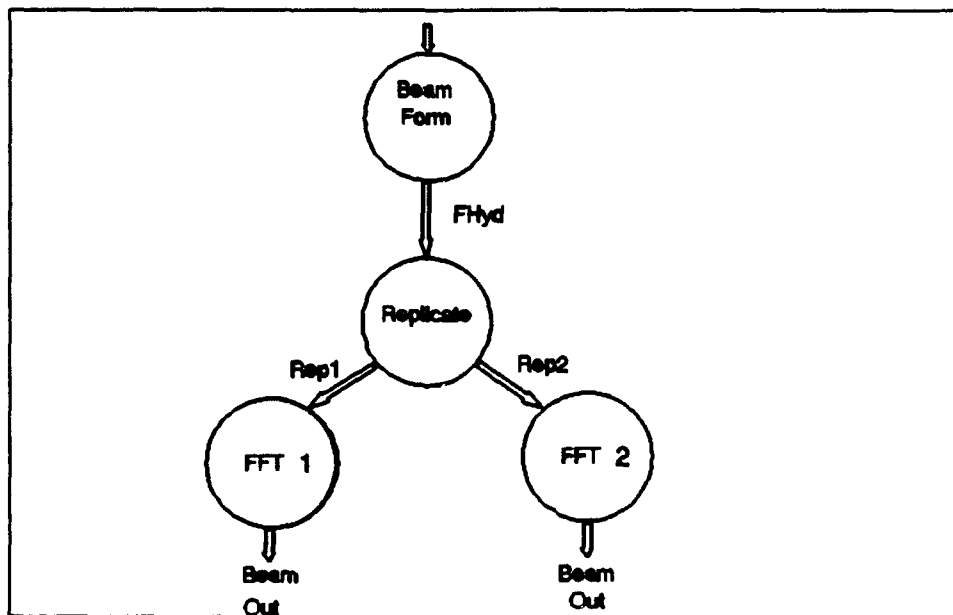 Beam
Form
FHyd
Replicate
Rep1
Rep2
FFT 1
FFT 2
Beam
Out
Beam
Out